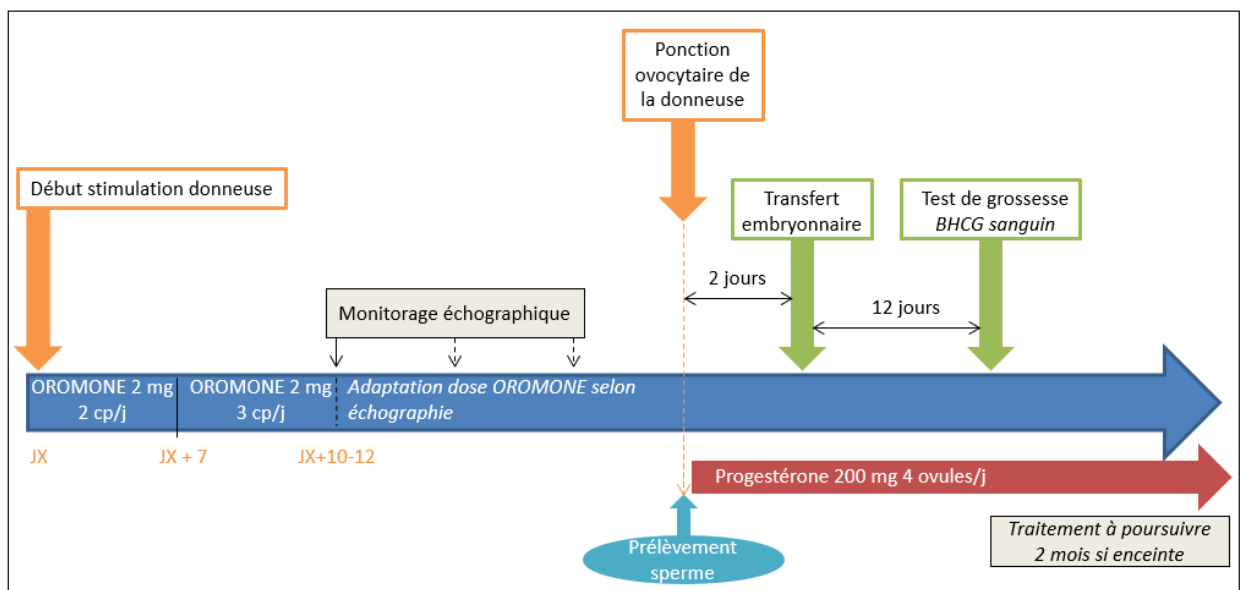 Ponction
ovocytaire de
la donneuse
Début stimulation donneuse
Transfert
embryonnaire
Test de grossesse
BHCG sanguin
2 jours
12 jours
Monitorage échographique
OROMONE 2 mg
2 cp/j
OROMONE 2 mg
3 cp/j
Adaptation dose OROMONE selon
échographie
JX
JX + 7
JX+10-12
Progestérone 200 mg 4 ovules/j
Prélèvement
sperme
Traitement à poursuivre
2 mois si enceinte